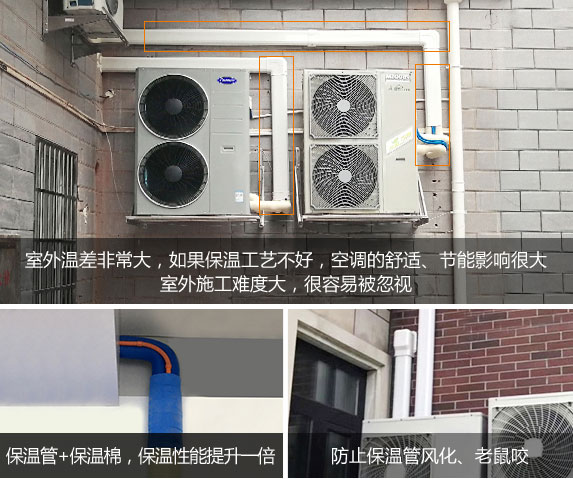 室外温差非常大，如果保温工艺不好，空调的舒适、节能影响很大
室外施工难度大，很容易被忽视
保温管+保温棉，保温性能提升一倍
防止保温管风化、老鼠咬